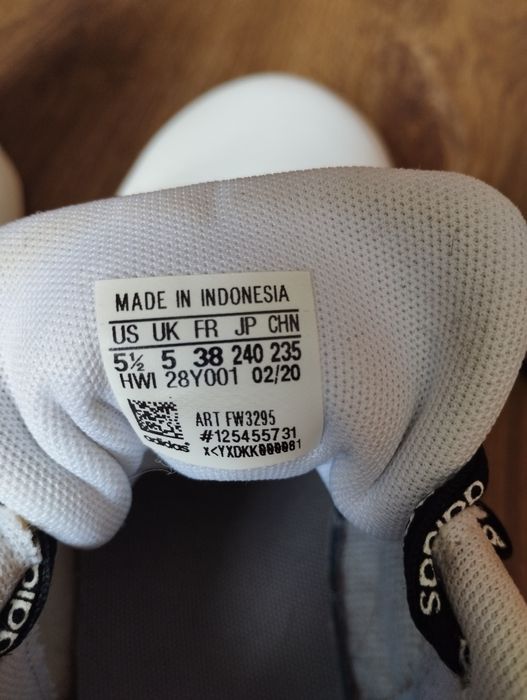 MADE IN INDONESIA
US UK FR JP CHN
5½ 5 38 240 235
HWI 28Y001 02/20
ART FW3295
adidas #125455731
adidas
adidas